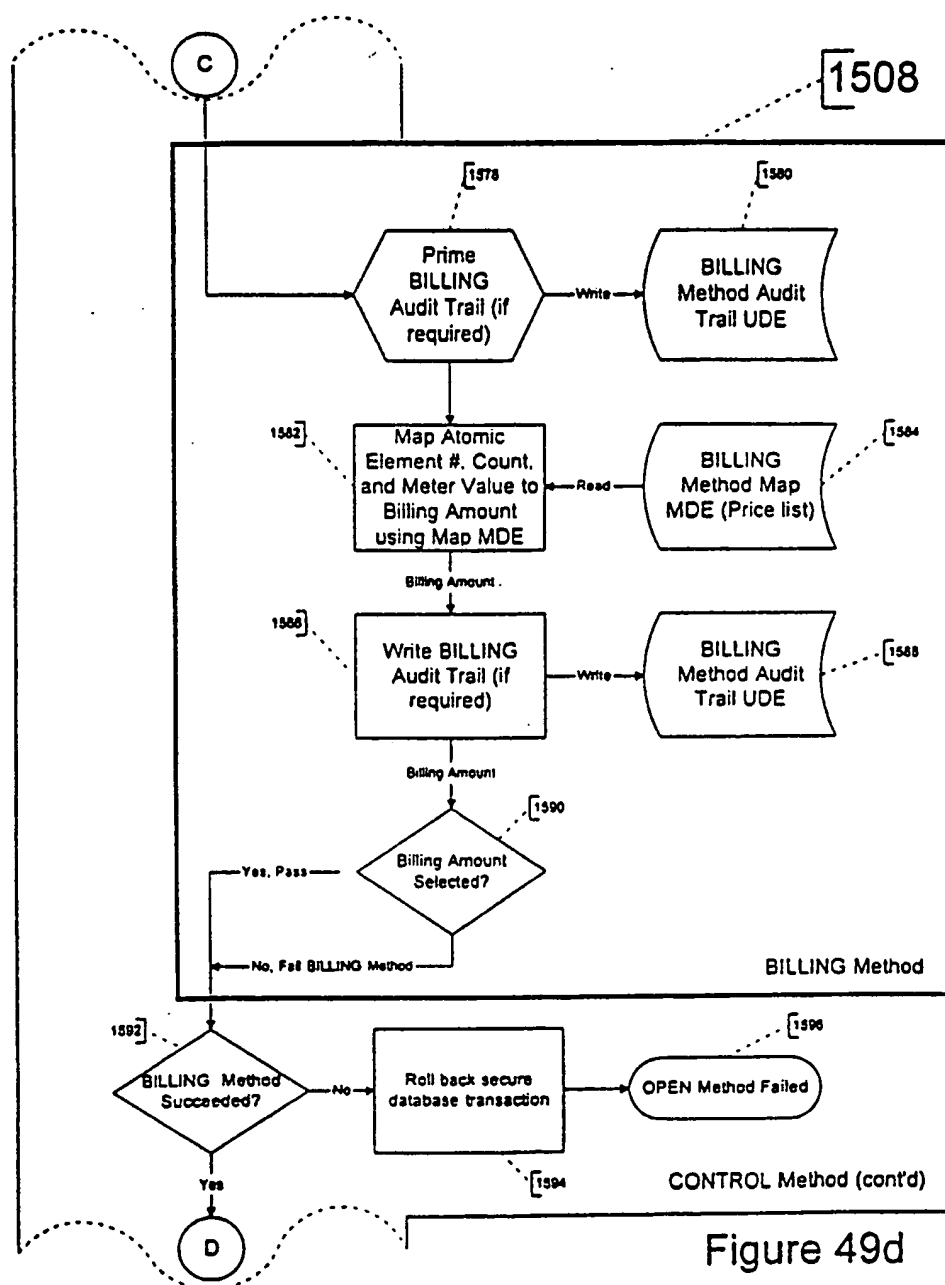 C
1508
1578
1580
Prime
BILLING
Audit Trail (if
required)
Write
BILLING
Method Audit
Trail UDE
1582
Map Atomic
Element #, Count,
and Meter Value to
Billing Amount
using Map MDE
Read
BILLING
Method Map
MDE (Price list)
1584
Billing Amount
1586
Write BILLING
Audit Trail (if
required)
Write
BILLING
Method Audit
Trail UDE
1588
Billing Amount
1590
Billing Amount
Selected?
Yes, Pass
No, Fail BILLING Method
BILLING Method
1592
BILLING Method
Succeeded?
No
Roll back secure
database transaction
1594
OPEN Method Failed
1596
Yes
CONTROL Method (cont'd)
D
Figure 49d